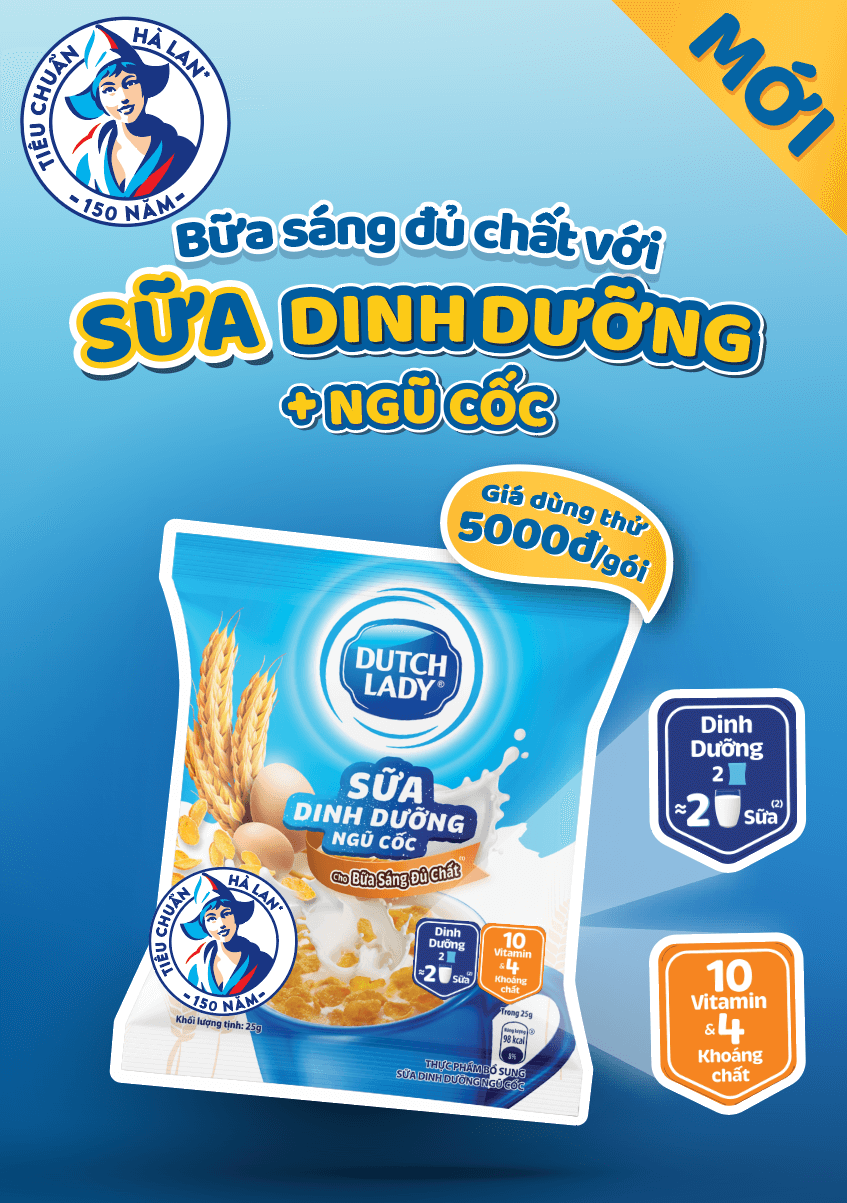 TIÊU CHUẨN HÀ LAN*
-150 NĂM-
MỚI
Bữa sáng đủ chất với
SỮA DINH DƯỠNG
+ NGŨ CỐC
Giá dùng thử
5000đ/gói
DUTCH
LADY®
SỮA
DINH DƯỠNG
NGŨ CỐC
Cho Bữa Sáng Đủ Chất
TIÊU CHUẨN HÀ LAN*
-150 NĂM-
Khối lượng tịnh: 25g
Dinh
Dưỡng
2
≈2 Sữa (2)
10
Vitamin
& 4
Khoáng
chất
Trong 25g
Năng lượng
98 kcal
8%
THỰC PHẨM BỔ SUNG
SỮA DINH DƯỠNG NGŨ CỐC
Dinh
Dưỡng
2
≈2 Sữa (2)
10
Vitamin
& 4
Khoáng
chất